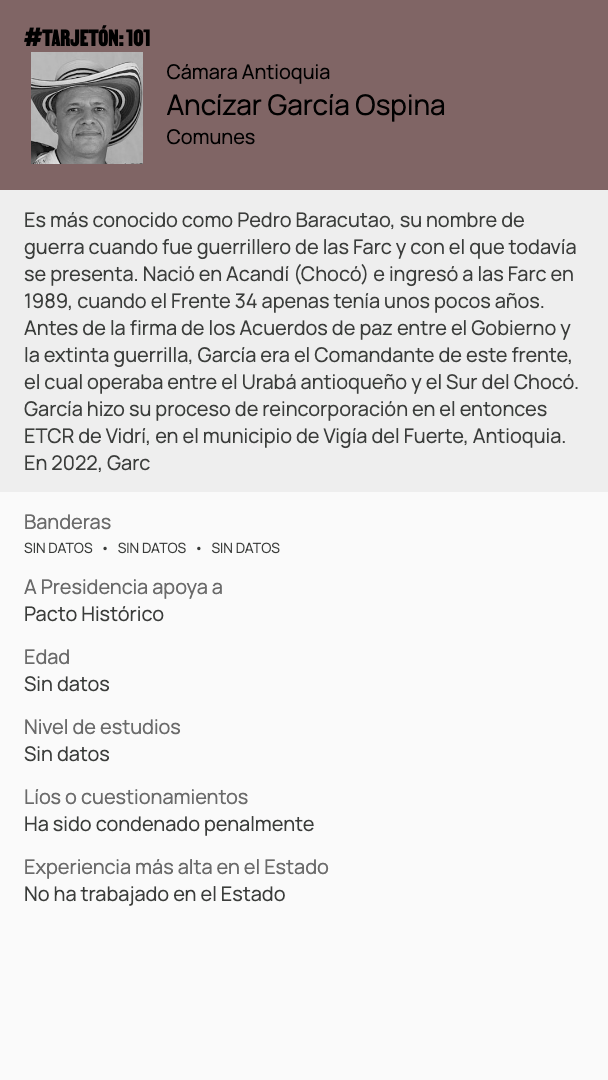 #TARJETÓN: 101
Cámara Antioquia
Ancízar García Ospina
Comunes
Es más conocido como Pedro Baracutao, su nombre de
guerra cuando fue guerrillero de las Farc y con el que todavía
se presenta. Nació en Acandí (Chocó) e ingresó a las Farc en
1989, cuando el Frente 34 apenas tenía unos pocos años.
Antes de la firma de los Acuerdos de paz entre el Gobierno y
la extinta guerrilla, García era el Comandante de este frente,
el cual operaba entre el Urabá antioqueño y el Sur del Chocó.
García hizo su proceso de reincorporación en el entonces
ETCR de Vidrí, en el municipio de Vigía del Fuerte, Antioquia.
En 2022, Garc
Banderas
SIN DATOS • SIN DATOS • SIN DATOS
A Presidencia apoya a
Pacto Histórico
Edad
Sin datos
Nivel de estudios
Sin datos
Líos o cuestionamientos
Ha sido condenado penalmente
Experiencia más alta en el Estado
No ha trabajado en el Estado